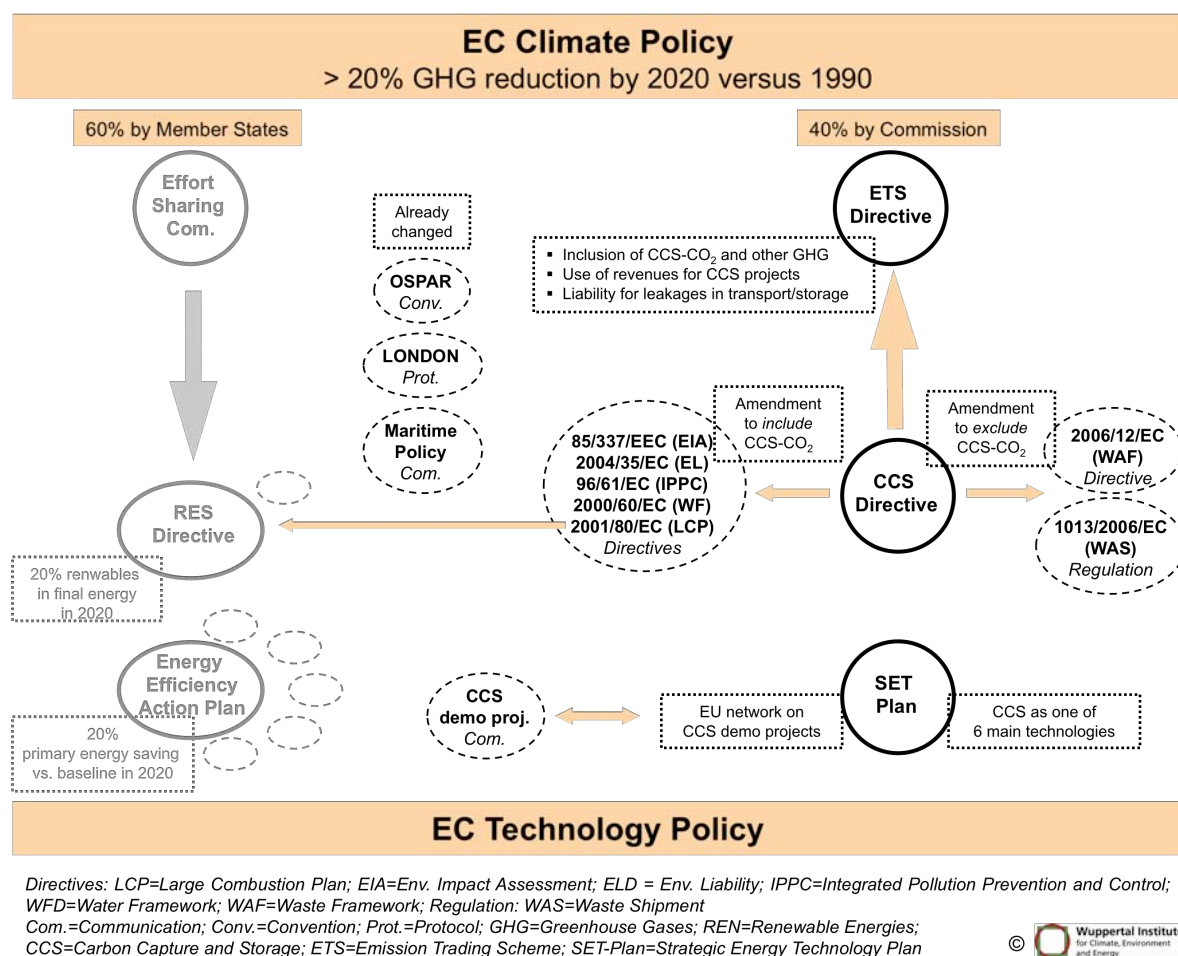 EC Climate Policy
> 20% GHG reduction by 2020 versus 1990
60% by Member States
40% by Commission
Effort
Sharing
Com.
Already
changed
OSPAR
Conv.
LONDON
Prot.
Maritime
Policy
Com.
ETS
Directive
▪ Inclusion of CCS-CO₂ and other GHG
▪ Use of revenues for CCS projects
▪ Liability for leakages in transport/storage
Amendment
to include
CCS-CO₂
Amendment
to exclude
CCS-CO₂
85/337/EEC (EIA)
2004/35/EC (EL)
96/61/EC (IPPC)
2000/60/EC (WF)
2001/80/EC (LCP)
Directives
CCS
Directive
2006/12/EC
(WAF)
Directive
1013/2006/EC
(WAS)
Regulation
RES
Directive
20% renwables
in final energy
in 2020
Energy
Efficiency
Action Plan
20%
primary energy saving
vs. baseline in 2020
CCS
demo proj.
Com.
EU network on
CCS demo projects
SET
Plan
CCS as one of
6 main technologies
EC Technology Policy
Directives: LCP=Large Combustion Plan; EIA=Env. Impact Assessment; ELD = Env. Liability; IPPC=Integrated Pollution Prevention and Control;
WFD=Water Framework; WAF=Waste Framework; Regulation: WAS=Waste Shipment
Com.=Communication; Conv.=Convention; Prot.=Protocol; GHG=Greenhouse Gases; REN=Renewable Energies;
CCS=Carbon Capture and Storage; ETS=Emission Trading Scheme; SET-Plan=Strategic Energy Technology Plan
©
Wuppertal Institute
for Climate, Environment
and Energy